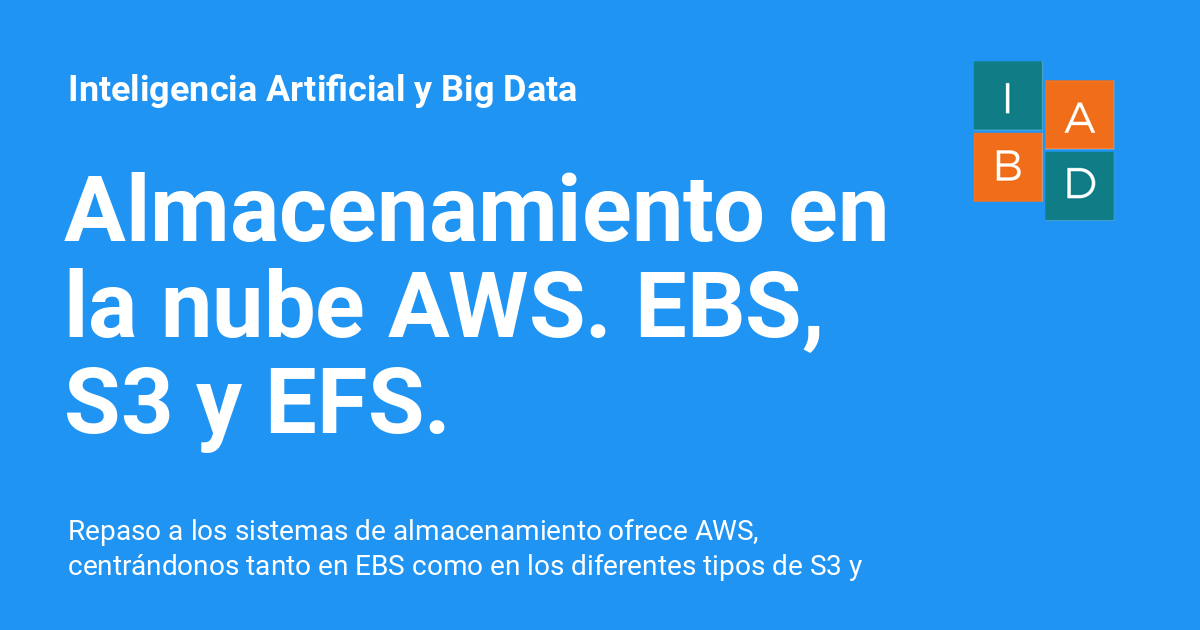 Inteligencia Artificial y Big Data
I
A
B
D
Almacenamiento en
la nube AWS. EBS,
S3 y EFS.
Repaso a los sistemas de almacenamiento ofrece AWS,
centrándonos tanto en EBS como en los diferentes tipos de S3 y